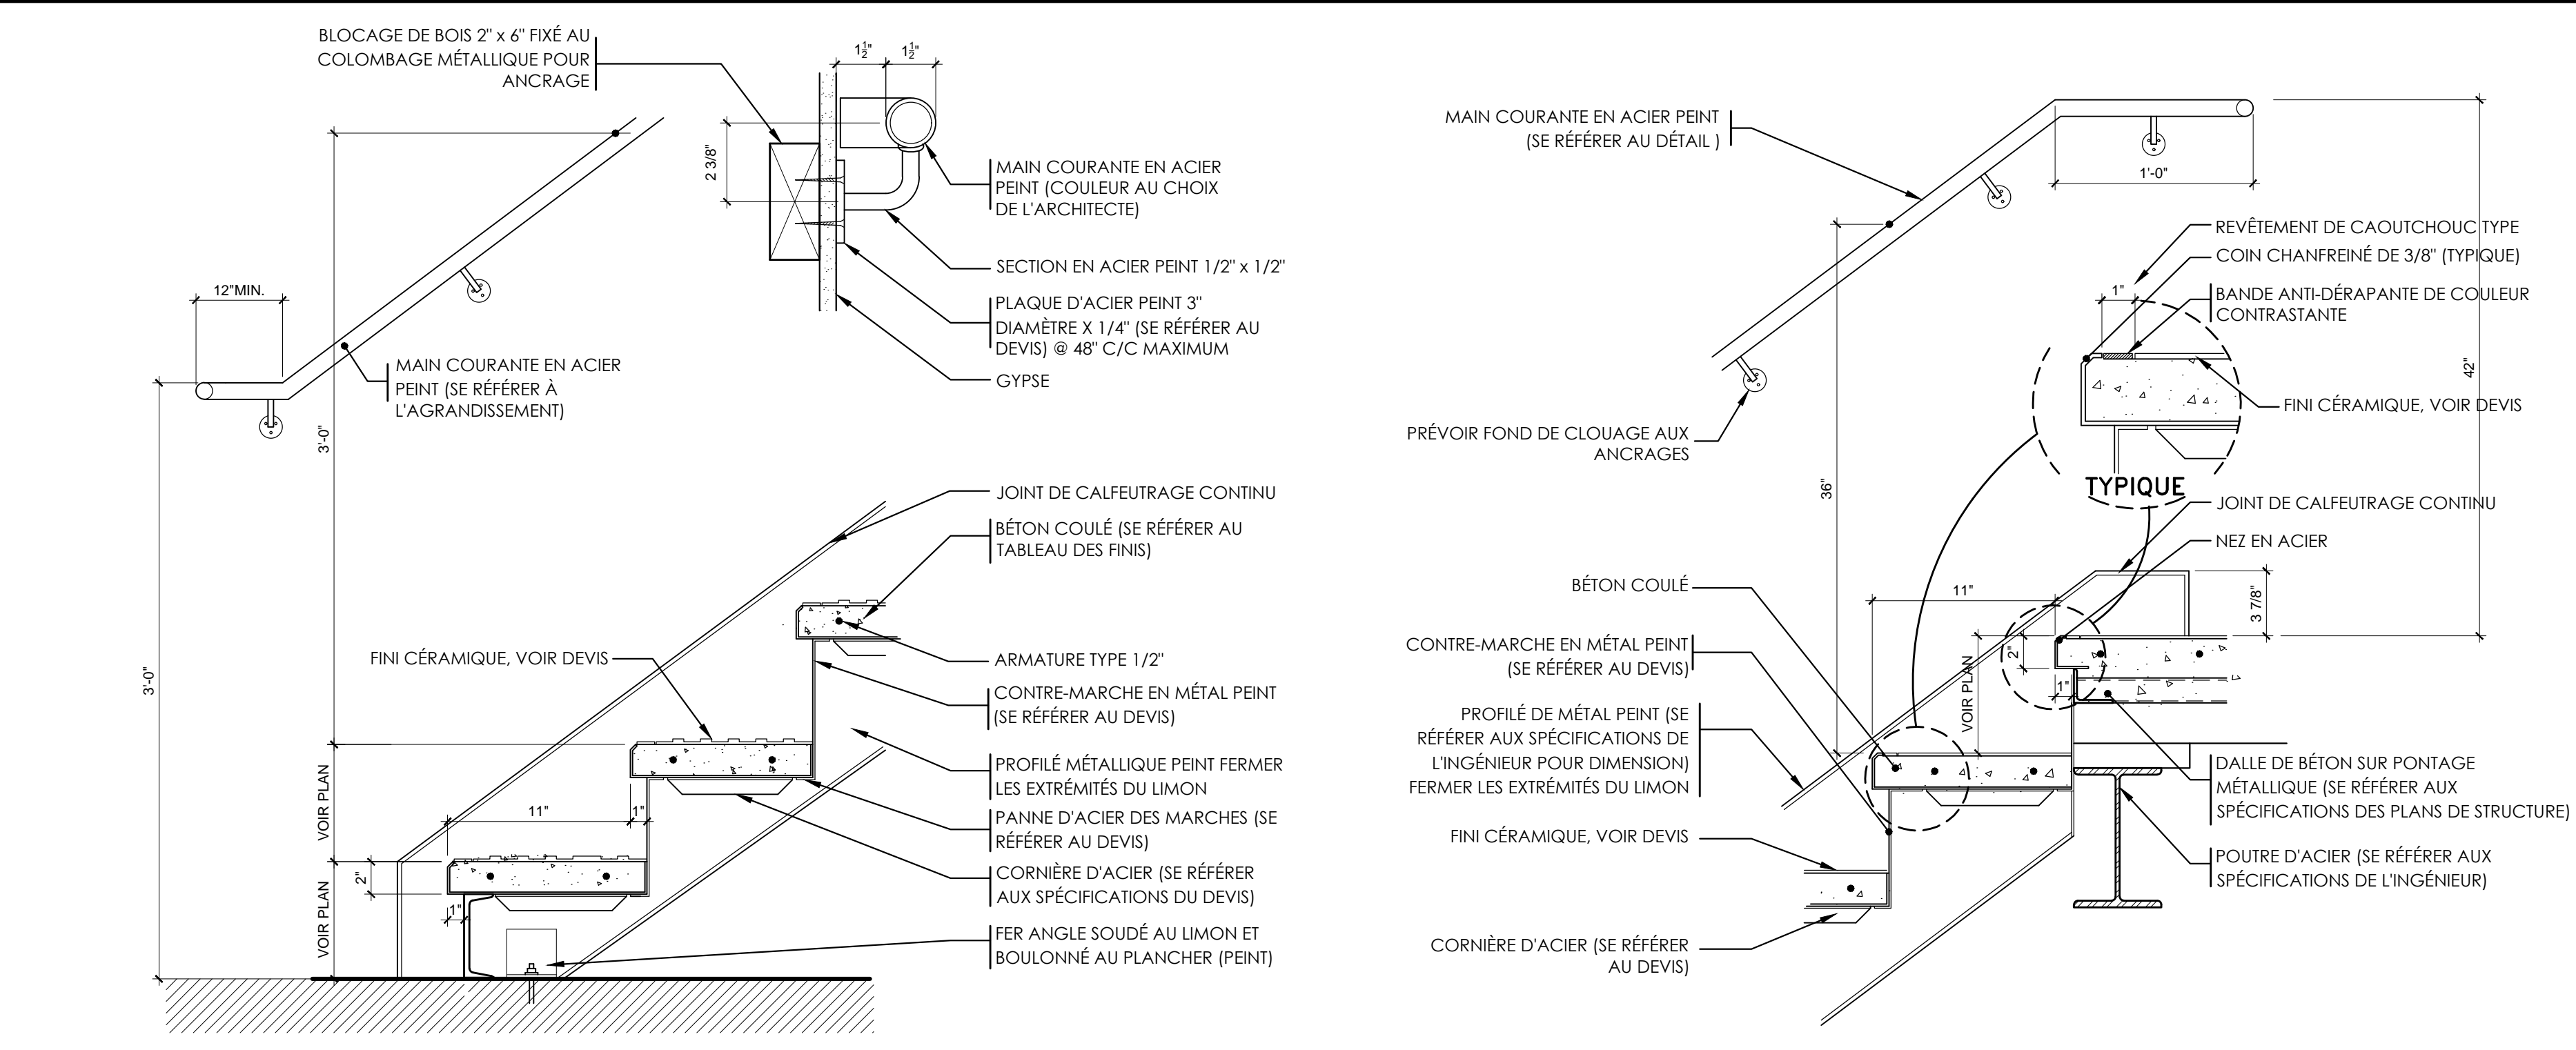 BLOCAGE DE BOIS 2" x 6" FIXÉ AU
COLOMBAGE MÉTALLIQUE POUR
ANCRAGE
1 1/2"
1 1/2"
2 3/8"
MAIN COURANTE EN ACIER
PEINT (COULEUR AU CHOIX
DE L'ARCHITECTE)
SECTION EN ACIER PEINT 1/2" x 1/2"
PLAQUE D'ACIER PEINT 3"
DIAMÈTRE X 1/4" (SE RÉFÉRER AU
DEVIS) @ 48" C/C MAXIMUM
GYPSE
12"MIN.
MAIN COURANTE EN ACIER
PEINT (SE RÉFÉRER À
L'AGRANDISSEMENT)
3'-0"
3'-0"
JOINT DE CALFEUTRAGE CONTINU
BÉTON COULÉ (SE RÉFÉRER AU
TABLEAU DES FINIS)
FINI CÉRAMIQUE, VOIR DEVIS
ARMATURE TYPE 1/2"
CONTRE-MARCHE EN MÉTAL PEINT
(SE RÉFÉRER AU DEVIS)
PROFILÉ MÉTALLIQUE PEINT FERMER
LES EXTRÉMITÉS DU LIMON
PANNE D'ACIER DES MARCHES (SE
RÉFÉRER AU DEVIS)
CORNIÈRE D'ACIER (SE RÉFÉRER
AUX SPÉCIFICATIONS DU DEVIS)
FER ANGLE SOUDÉ AU LIMON ET
BOULONNÉ AU PLANCHER (PEINT)
VOIR PLAN
VOIR PLAN
11"
1"
2"
1"
MAIN COURANTE EN ACIER PEINT
(SE RÉFÉRER AU DÉTAIL )
1'-0"
REVÊTEMENT DE CAOUTCHOUC TYPE
COIN CHANFREINÉ DE 3/8" (TYPIQUE)
1"
BANDE ANTI-DÉRAPANTE DE COULEUR
CONTRASTANTE
42"
FINI CÉRAMIQUE, VOIR DEVIS
PRÉVOIR FOND DE CLOUAGE AUX
ANCRAGES
36"
TYPIQUE
JOINT DE CALFEUTRAGE CONTINU
NEZ EN ACIER
BÉTON COULÉ
11"
3 7/8"
CONTRE-MARCHE EN MÉTAL PEINT
(SE RÉFÉRER AU DEVIS)
2"
1"
VOIR PLAN
PROFILÉ DE MÉTAL PEINT (SE
RÉFÉRER AUX SPÉCIFICATIONS DE
L'INGÉNIEUR POUR DIMENSION)
FERMER LES EXTRÉMITÉS DU LIMON
DALLE DE BÉTON SUR PONTAGE
MÉTALLIQUE (SE RÉFÉRER AUX
SPÉCIFICATIONS DES PLANS DE STRUCTURE)
FINI CÉRAMIQUE, VOIR DEVIS
POUTRE D'ACIER (SE RÉFÉRER AUX
SPÉCIFICATIONS DE L'INGÉNIEUR)
CORNIÈRE D'ACIER (SE RÉFÉRER
AU DEVIS)